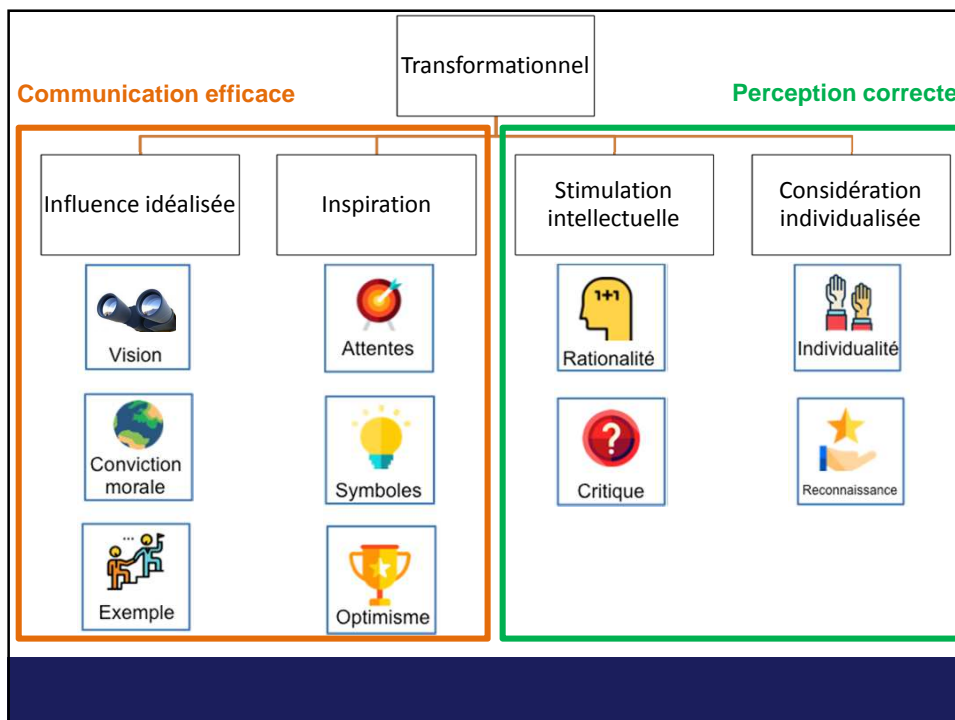 Transformationnel
Communication efficace
Perception correcte
Influence idéalisée
Inspiration
Stimulation
intellectuelle
Considération
individualisée
Vision
Attentes
1+1
Rationalité
Individualité
Conviction
morale
Symboles
?
Critique
Reconnaissance
...
Exemple
Optimisme